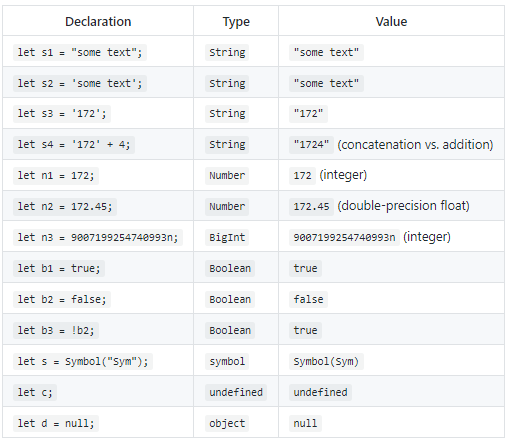 Declaration Type Value
let s1 = "some text"; String "some text"
let s2 = 'some text'; String "some text"
let s3 = '172'; String "172"
let s4 = '172' + 4; String "1724" (concatenation vs. addition)
let n1 = 172; Number 172 (integer)
let n2 = 172.45; Number 172.45 (double-precision float)
let n3 = 9007199254740993n; BigInt 9007199254740993n (integer)
let b1 = true; Boolean true
let b2 = false; Boolean false
let b3 = !b2; Boolean true
let s = Symbol("Sym"); symbol Symbol(Sym)
let c; undefined undefined
let d = null; object null